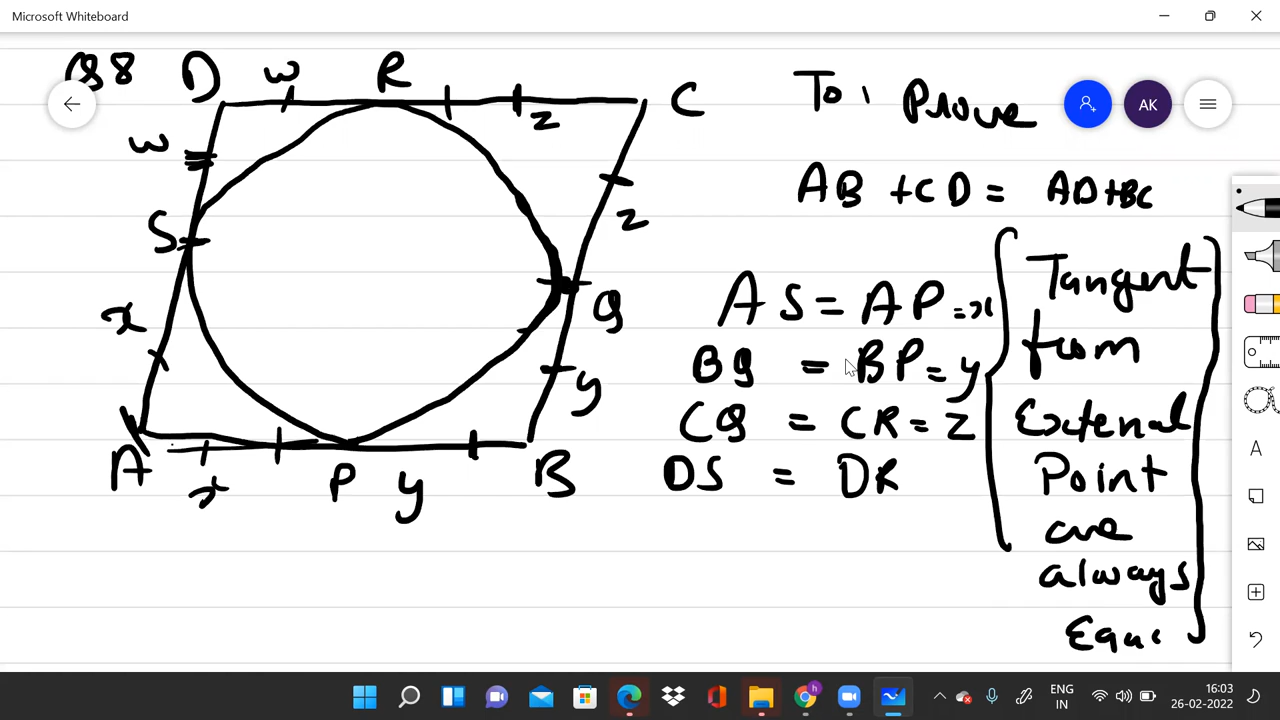 Microsoft Whiteboard
Q8 D w R C
w z
S z
x Q
y
A x P y B
To Prove
AB + CD = AD+BC
AS = AP = x
BQ = BP = y
CQ = CR = z
DS = DR
Tangent
from
External
Point
are
always
Equa
AK
A
ENG
IN
16:03
26-02-2022